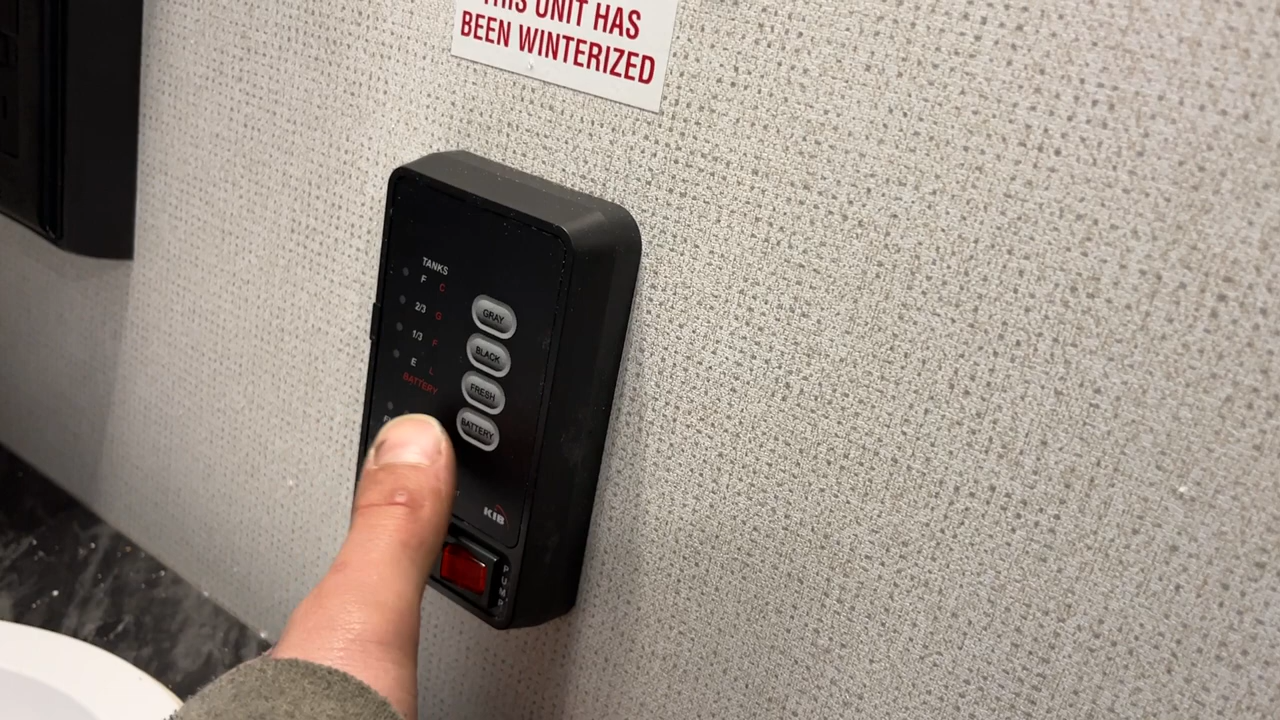 THIS UNIT HAS
BEEN WINTERIZED
TANKS
F C
2/3 G
1/3 F
E L
BATTERY
GRAY
BLACK
FRESH
BATTERY
KIB
PUMP